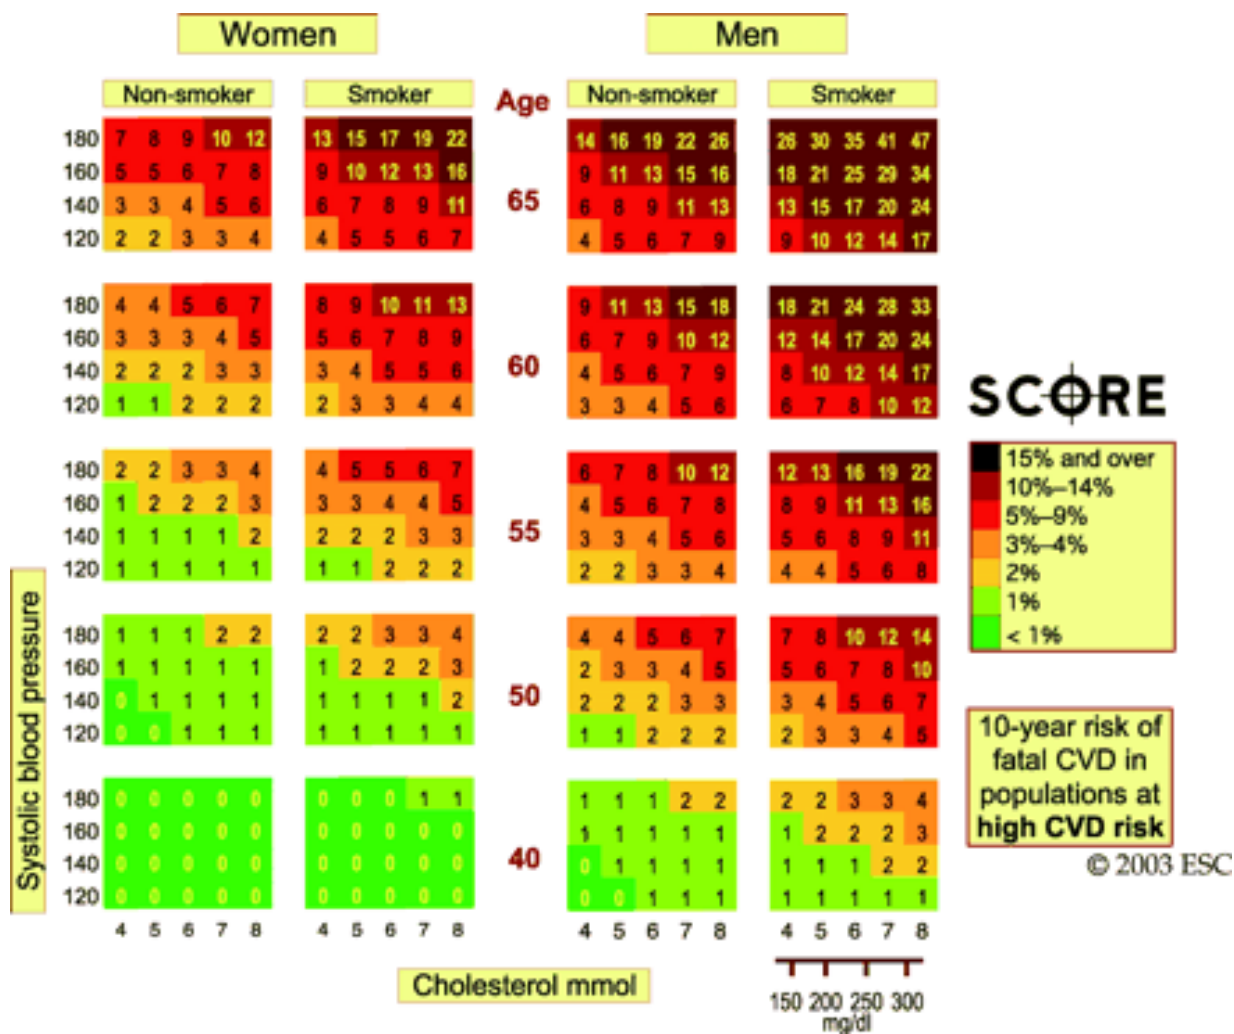 Women Men
Non-smoker Smoker Age Non-smoker Smoker
180 7 8 9 10 12 13 15 17 19 22 14 16 19 22 26 26 30 35 41 47
160 5 5 6 7 8 9 10 12 13 16 9 11 13 15 16 18 21 25 29 34
65
140 3 3 4 5 6 6 7 8 9 11 6 8 9 11 13 13 15 17 20 24
120 2 2 3 3 4 4 5 5 6 7 4 5 6 7 9 9 10 12 14 17
180 4 4 5 6 7 8 9 10 11 13 9 11 13 15 18 18 21 24 28 33
160 3 3 3 4 5 5 6 7 8 9 6 7 9 10 12 12 14 17 20 24
60
140 2 2 2 3 3 3 4 5 5 6 4 5 6 7 9 8 10 12 14 17
120 1 1 2 2 2 2 3 3 4 4 3 3 4 5 6 6 7 8 10 12
180 2 2 3 3 4 4 5 5 6 7 6 7 8 10 12 12 13 16 19 22
160 1 2 2 2 3 3 3 4 4 5 4 5 6 7 8 8 9 11 13 16
55
140 1 1 1 1 2 2 2 2 3 3 3 3 4 5 6 5 6 8 9 11
120 1 1 1 1 1 1 1 2 2 2 2 2 3 3 4 4 4 5 6 8
180 1 1 1 2 2 2 2 3 3 4 4 4 5 6 7 7 8 10 12 14
160 1 1 1 1 1 1 2 2 2 3 2 3 3 4 5 5 6 7 8 10
50
140 0 1 1 1 1 1 1 1 1 2 2 2 2 3 3 3 4 5 6 7
120 0 0 1 1 1 1 1 1 1 1 1 1 2 2 2 2 3 3 4 5
180 0 0 0 0 0 0 0 0 1 1 1 1 1 2 2 2 2 3 3 4
160 0 0 0 0 0 0 0 0 0 0 1 1 1 1 1 1 2 2 2 3
40
140 0 0 0 0 0 0 0 0 0 0 0 1 1 1 1 1 1 1 2 2
120 0 0 0 0 0 0 0 0 0 0 0 0 1 1 1 1 1 1 1 1
4 5 6 7 8 4 5 6 7 8 4 5 6 7 8 4 5 6 7 8
Systolic blood pressure
Cholesterol mmol
150 200 250 300
mg/dl
SCORE
15% and over
10%–14%
5%–9%
3%–4%
2%
1%
< 1%
10-year risk of
fatal CVD in
populations at
high CVD risk
© 2003 ESC